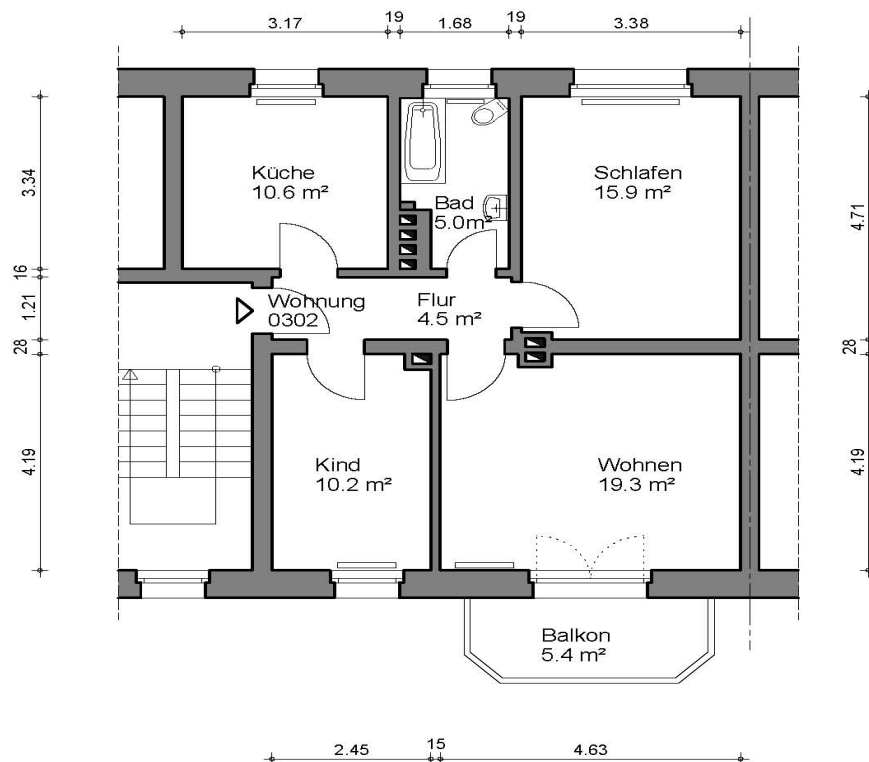 3.17
19
1.68
19
3.38
3.34
16
1.21
28
4.19
Küche
10.6 m²
Bad
5.0m²
Schlafen
15.9 m²
4.71
28
4.19
Wohnung
0302
Flur
4.5 m²
Kind
10.2 m²
Wohnen
19.3 m²
Balkon
5.4 m²
2.45
15
4.63